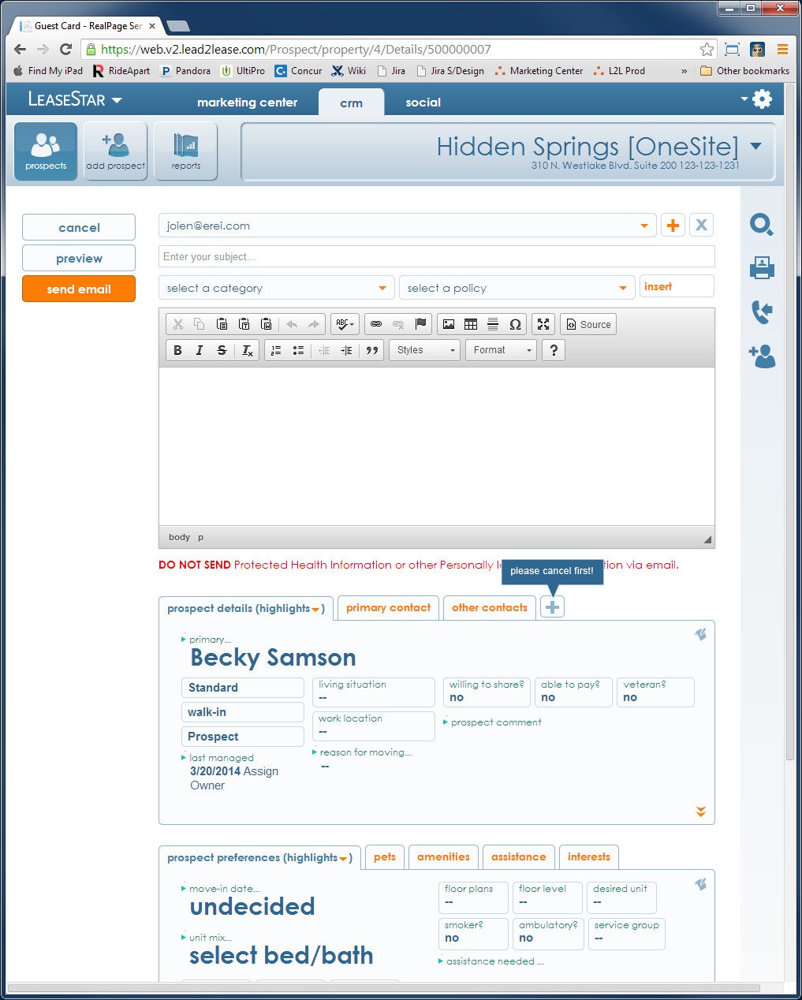 Guest Card - RealPage Ser
https://web.v2.lead2lease.com/Prospect/property/4/Details/500000007
Find My iPad RideApart Pandora UltiPro Concur Wiki Jira Jira S/Design Marketing Center L2L Prod » Other bookmarks
LEASESTAR marketing center crm social
prospects add prospect reports
Hidden Springs [OneSite]
310 N. Westlake Blvd. Suite 200 123-123-1231
cancel
preview
send email
joien@erei.com
Enter your subject...
select a category select a policy insert
ABC Source
B I S Tx Styles Format ?
body p
DO NOT SEND Protected Health Information or other Personally tion via email.
please cancel first!
prospect details (highlights ) primary contact other contacts
primary...
Becky Samson
Standard
walk-in
Prospect
last managed
3/20/2014 Assign
Owner
living situation
--
work location
--
reason for moving...
--
willing to share?
no
able to pay?
no
veteran?
no
prospect comment
prospect preferences (highlights ) pets amenities assistance interests
move-in date...
undecided
unit mix...
select bed/bath
floor plans
--
floor level
--
desired unit
--
smoker?
no
ambulatory?
no
service group
--
assistance needed ...